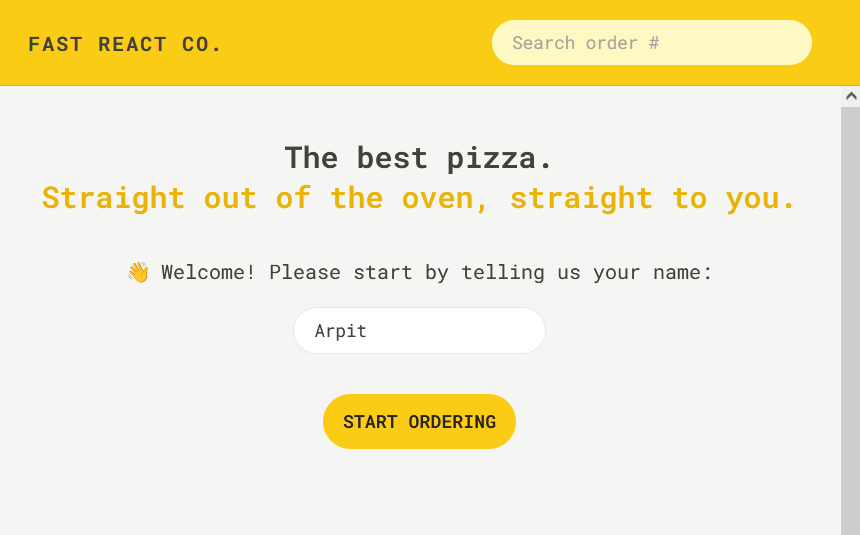 FAST REACT CO.
Search order #
The best pizza.
Straight out of the oven, straight to you.
👋 Welcome! Please start by telling us your name:
Arpit
START ORDERING